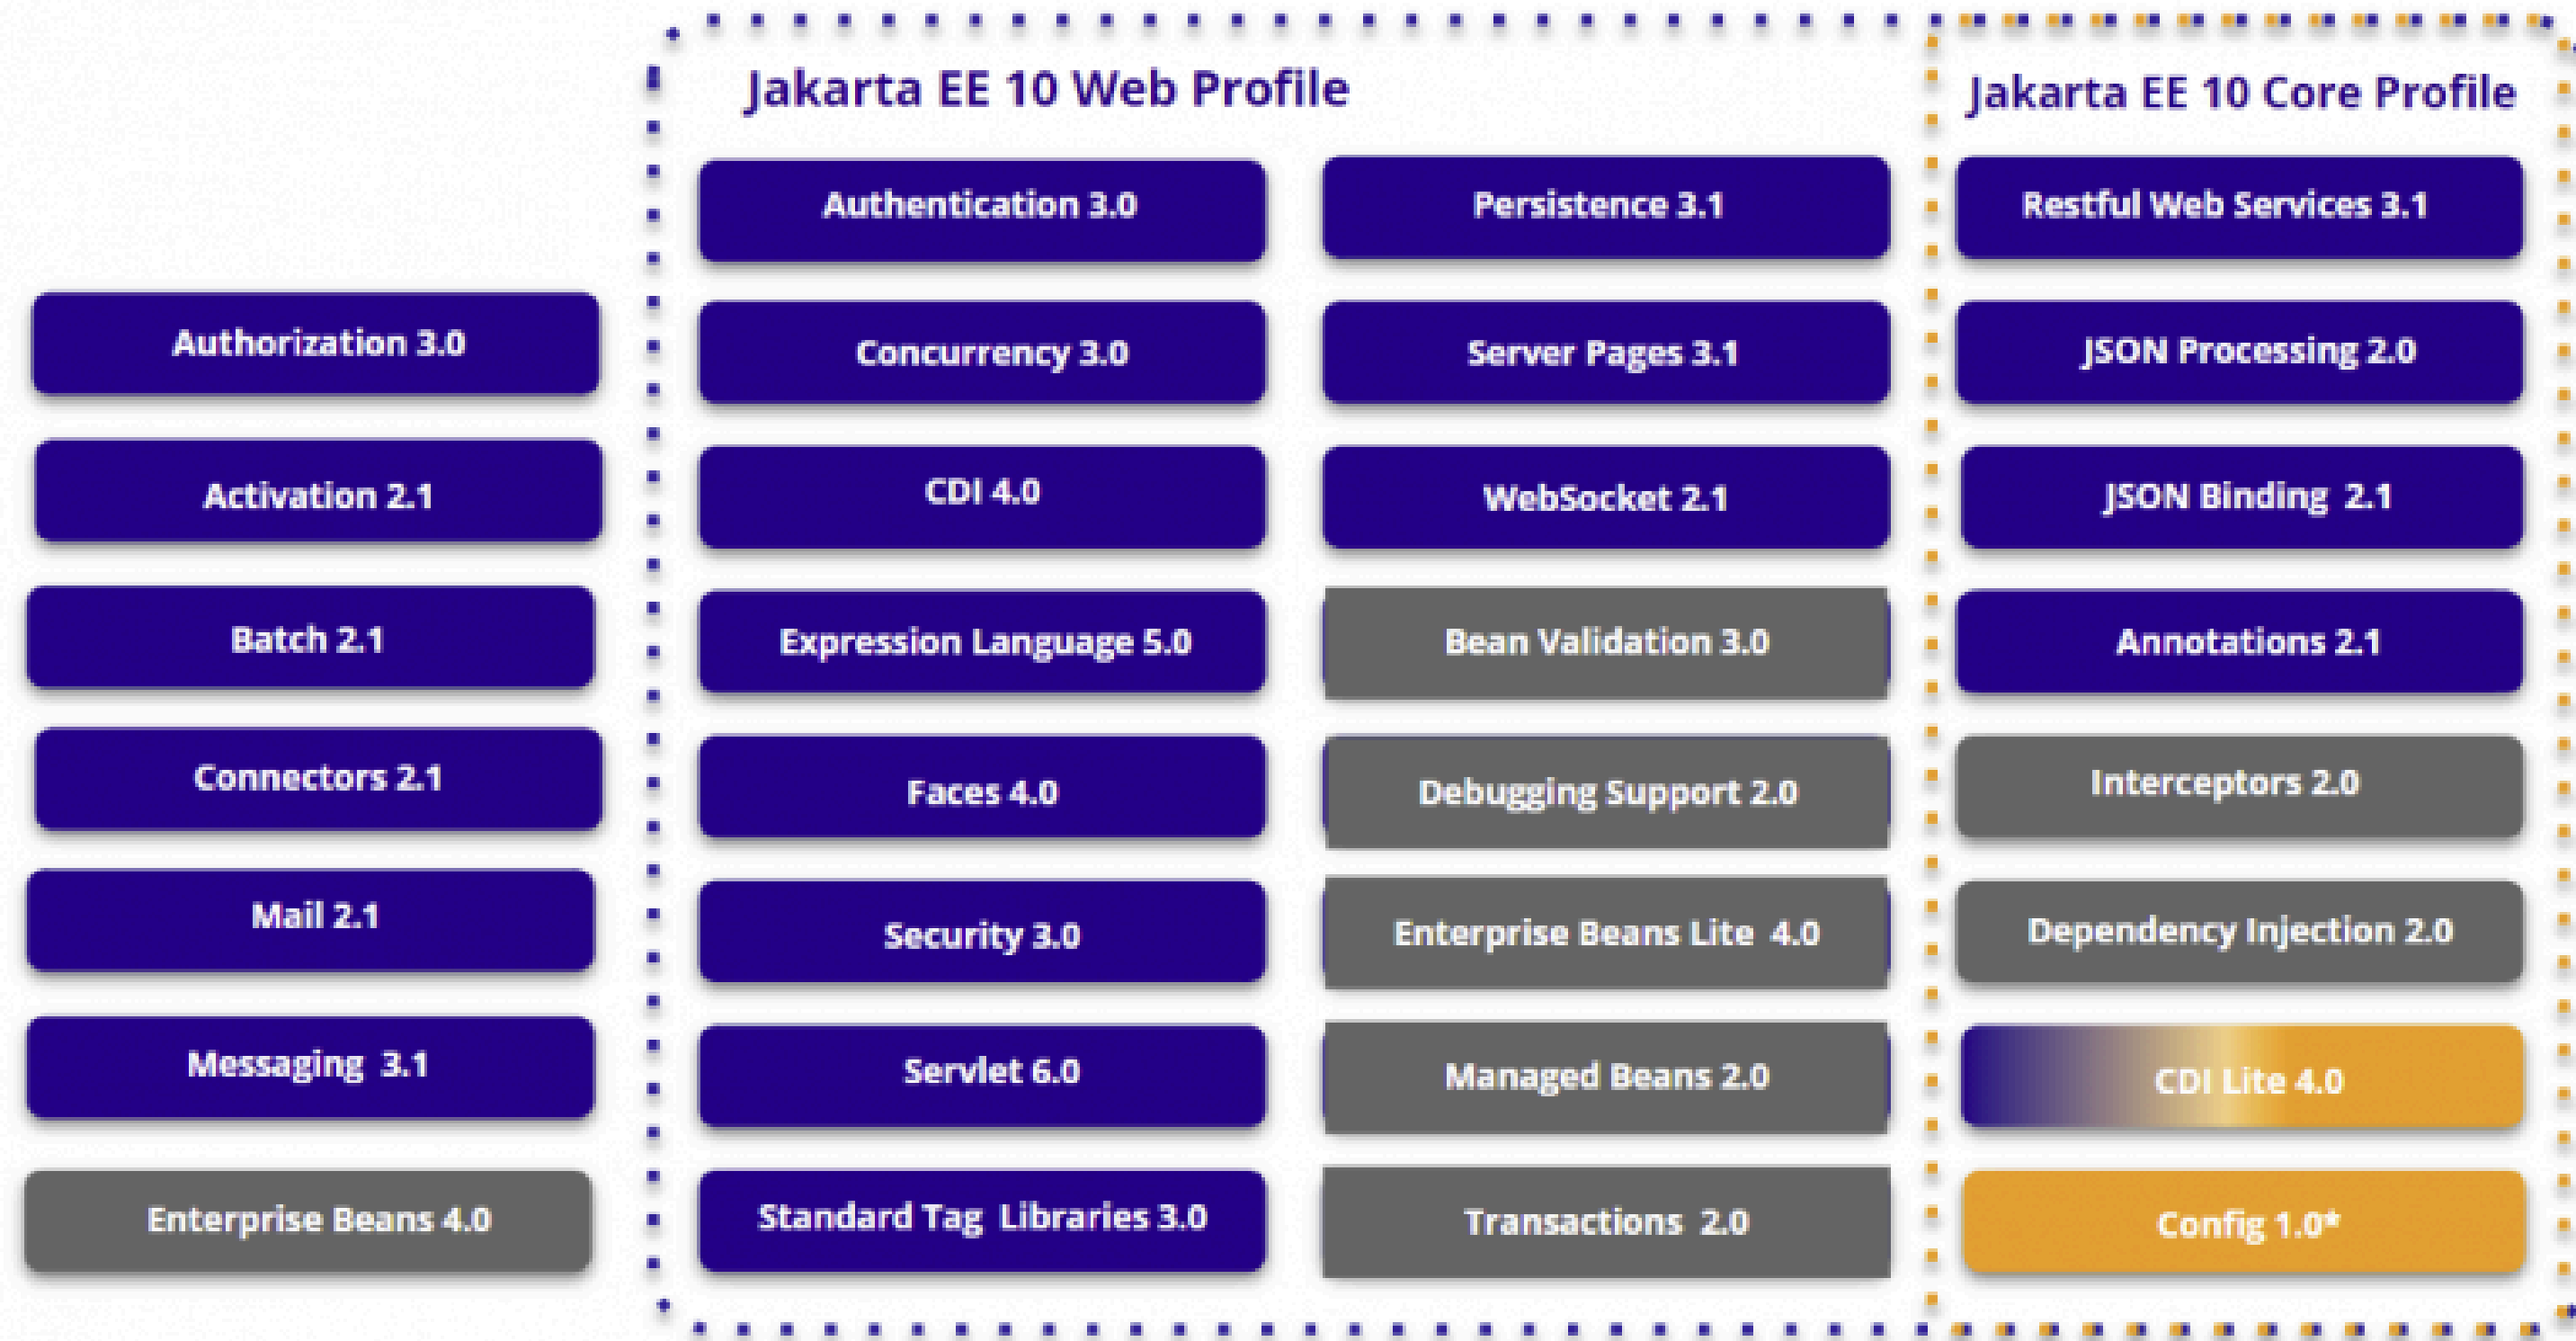 Jakarta EE 10 Web Profile
Jakarta EE 10 Core Profile
Authorization 3.0
Activation 2.1
Batch 2.1
Connectors 2.1
Mail 2.1
Messaging 3.1
Enterprise Beans 4.0
Authentication 3.0
Concurrency 3.0
CDI 4.0
Expression Language 5.0
Faces 4.0
Security 3.0
Servlet 6.0
Standard Tag Libraries 3.0
Persistence 3.1
Server Pages 3.1
WebSocket 2.1
Bean Validation 3.0
Debugging Support 2.0
Enterprise Beans Lite 4.0
Managed Beans 2.0
Transactions 2.0
Restful Web Services 3.1
JSON Processing 2.0
JSON Binding 2.1
Annotations 2.1
Interceptors 2.0
Dependency Injection 2.0
CDI Lite 4.0
Config 1.0*